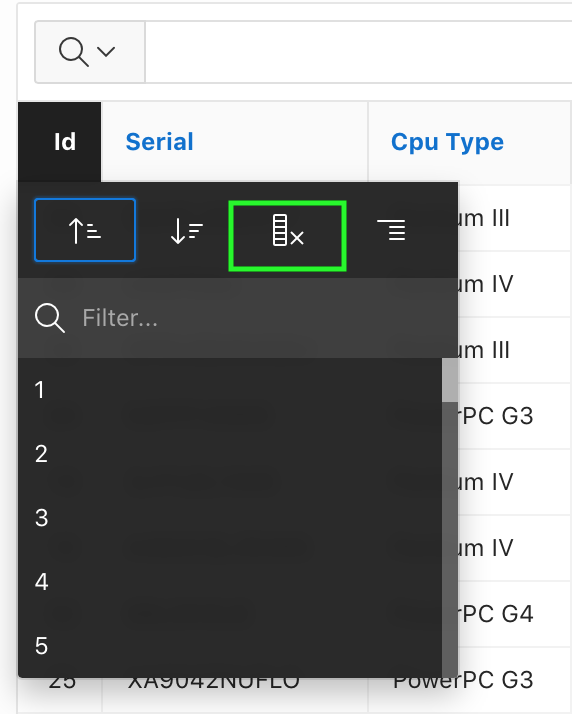 Id Serial Cpu Type
Filter...
um III
um IV
1
um III
2
rPC G3
3
um IV
4
um IV
5
rPC G4
25 XA9042NUFLO PowerPC G3